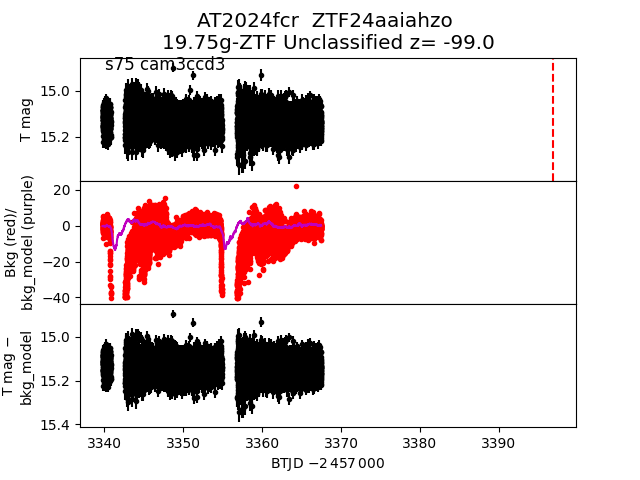 AT2024fcr  ZTF24aaiahzo
19.75g-ZTF Unclassified z= -99.0
s75 cam3ccd3
T mag
15.0
15.2
Bkg (red)/
bkg_model (purple)
20
0
−20
−40
T mag −
bkg_model
15.0
15.2
15.4
3340 3350 3360 3370 3380 3390
BTJD −2 457 000